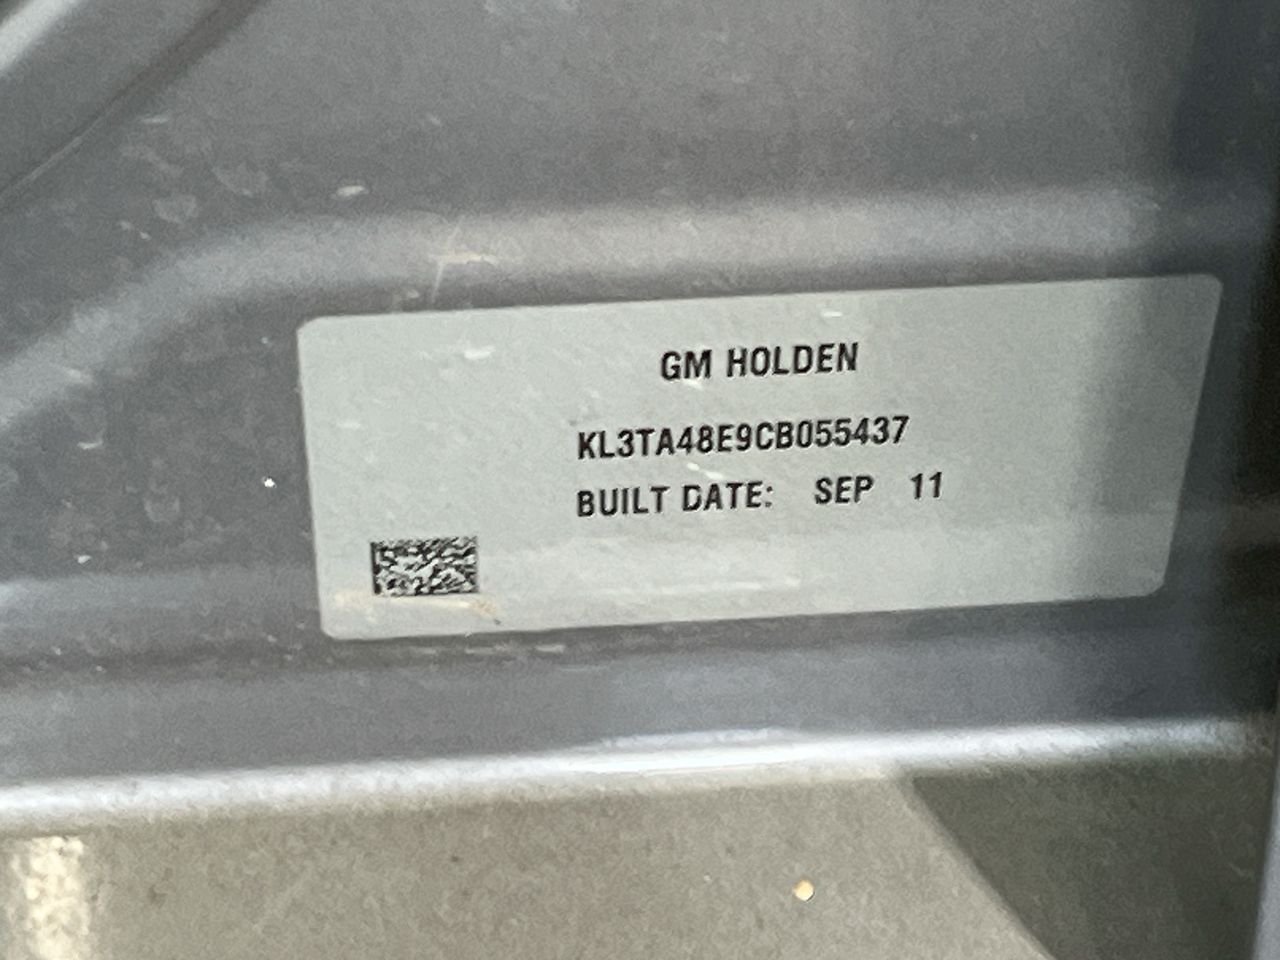 GM HOLDEN
KL3TA48E9CB055437
BUILT DATE: SEP 11